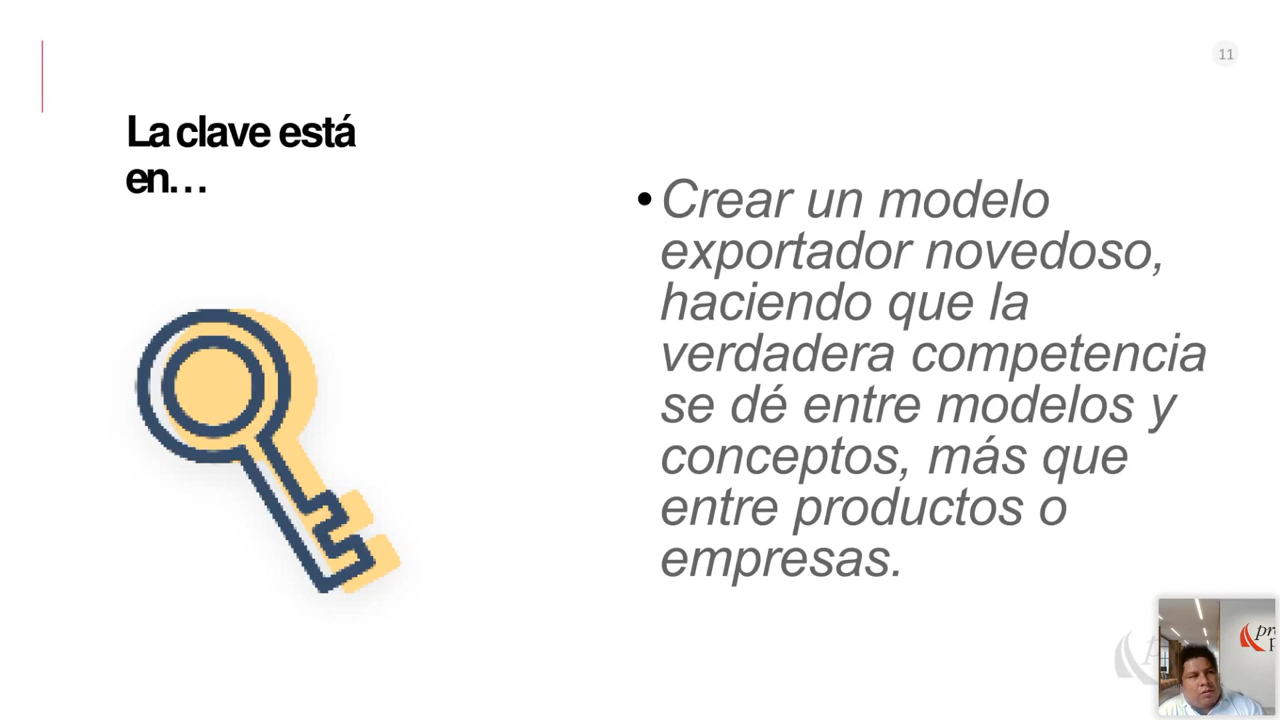 11
La clave está
en…
• Crear un modelo
exportador novedoso,
haciendo que la
verdadera competencia
se dé entre modelos y
conceptos, más que
entre productos o
empresas.